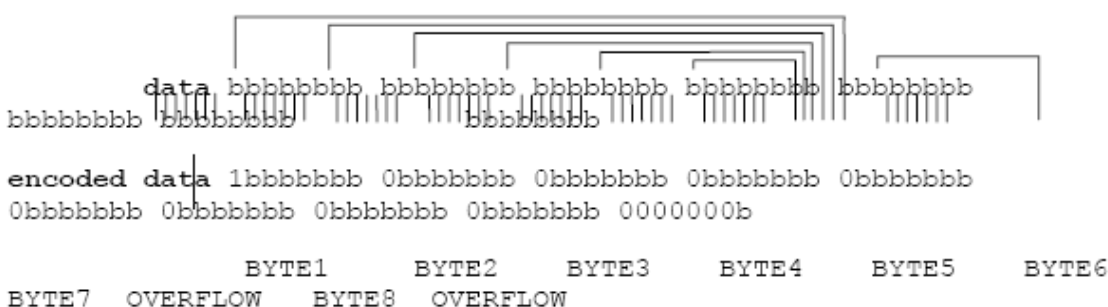 data bbbbbbbb bbbbbbbb bbbbbbbb bbbbbbbb bbbbbbbb
bbbbbbbb bbbbbbbb bbbbbbbb
encoded data 1bbbbbbb 0bbbbbbb 0bbbbbbb 0bbbbbbb 0bbbbbbb
0bbbbbbb 0bbbbbbb 0bbbbbbb 0bbbbbbb 0000000b
BYTE1 BYTE2 BYTE3 BYTE4 BYTE5 BYTE6
BYTE7 OVERFLOW BYTE8 OVERFLOW